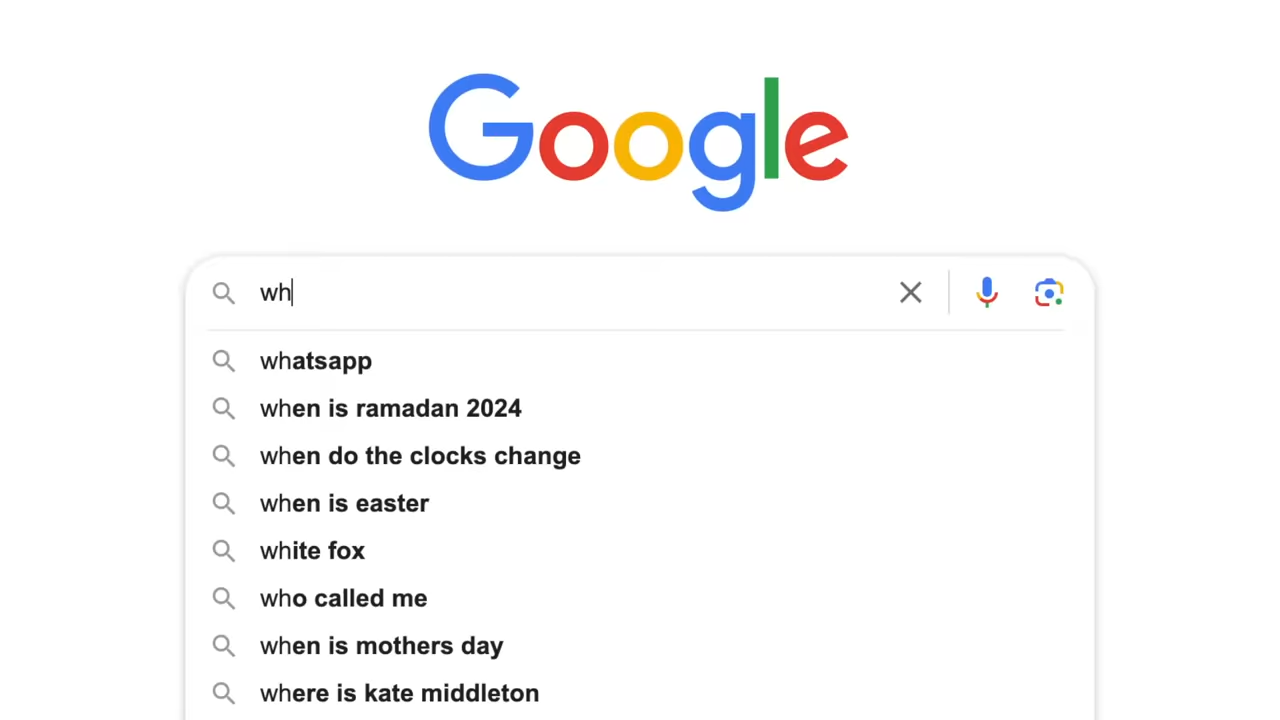 Google
wh
whatsapp
when is ramadan 2024
when do the clocks change
when is easter
white fox
who called me
when is mothers day
where is kate middleton